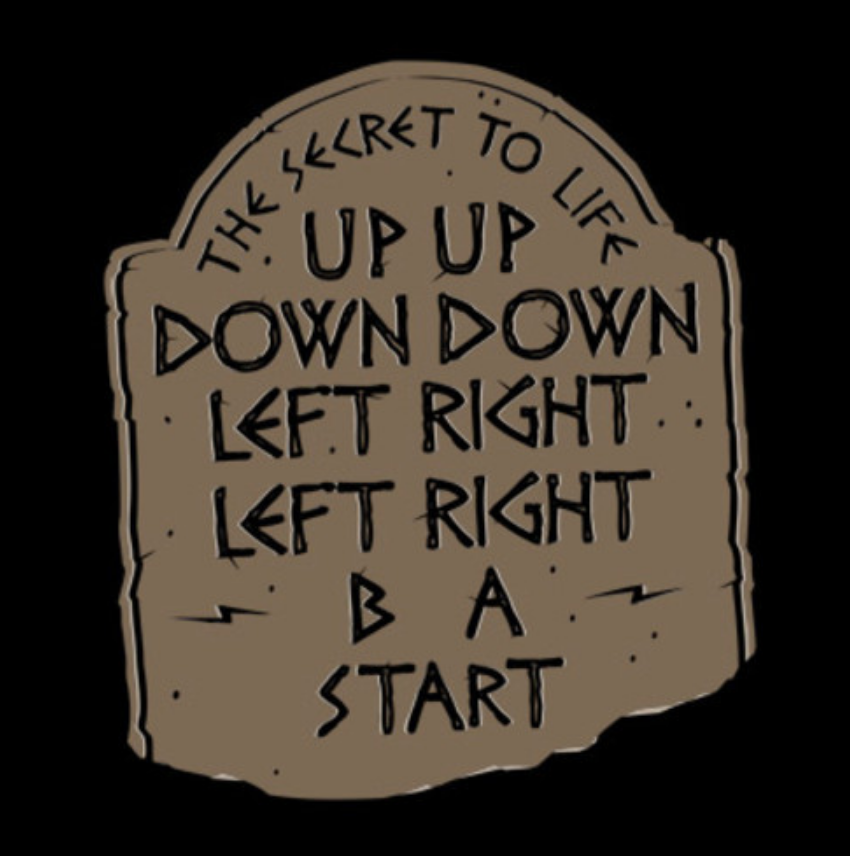 THE SECRET TO LIFE
UP UP
DOWN DOWN
LEFT RIGHT
LEFT RIGHT
B A
START